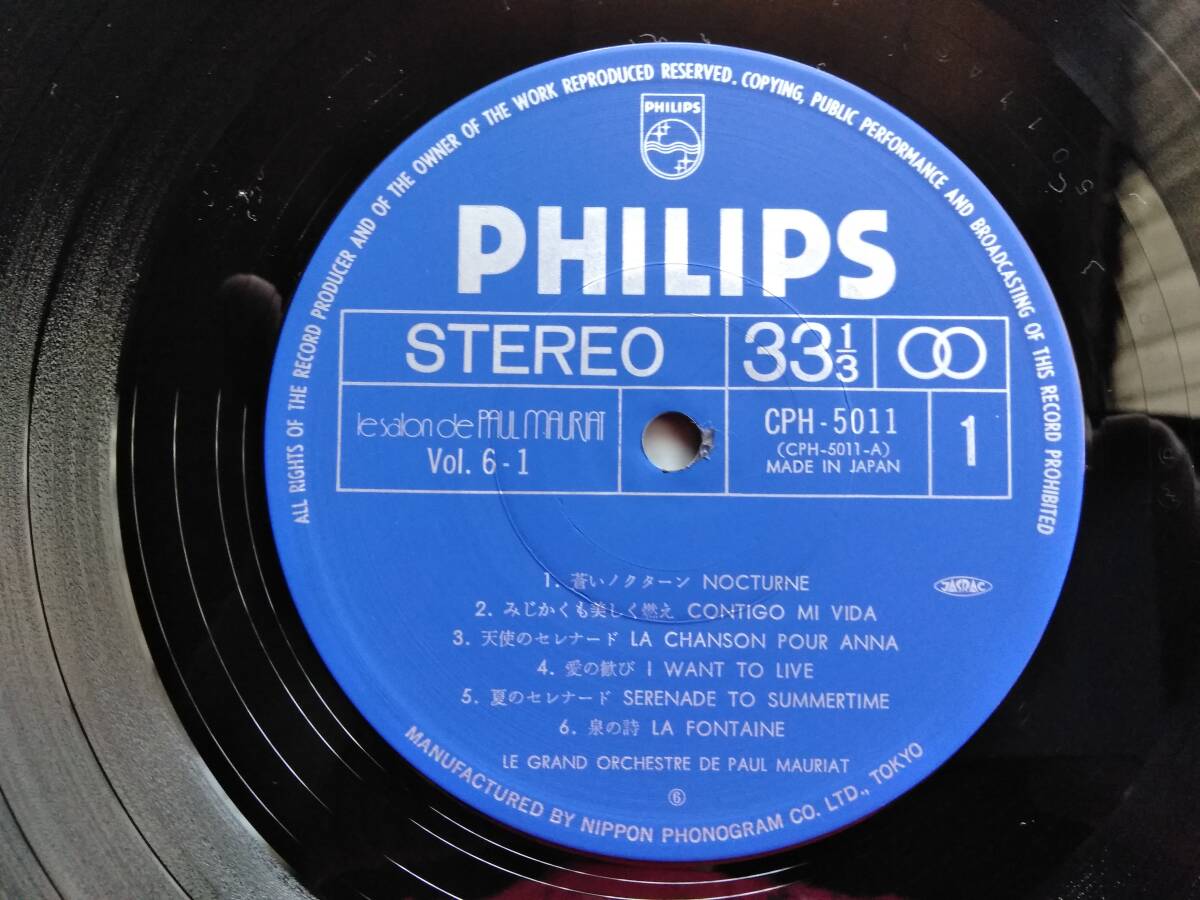 ALL RIGHTS OF THE RECORD PRODUCER AND OF THE OWNER OF THE WORK REPRODUCED RESERVED. COPYING, PUBLIC PERFORMANCE AND BROADCASTING OF THIS RECORD PROHIBITED
PHILIPS
PHILIPS
STEREO
33 1/3
le salon de PAUL MAURIAT
Vol. 6-1
CPH-5011
(CPH-5011-A)
MADE IN JAPAN
1
1. 蒼いノクターン NOCTURNE
2. みじかくも美しく燃え CONTIGO MI VIDA
3. 天使のセレナード LA CHANSON POUR ANNA
4. 愛の歓び I WANT TO LIVE
5. 夏のセレナード SERENADE TO SUMMERTIME
6. 泉の詩 LA FONTAINE
JASRAC
LE GRAND ORCHESTRE DE PAUL MAURIAT
⑥
MANUFACTURED BY NIPPON PHONOGRAM CO. LTD., TOKYO